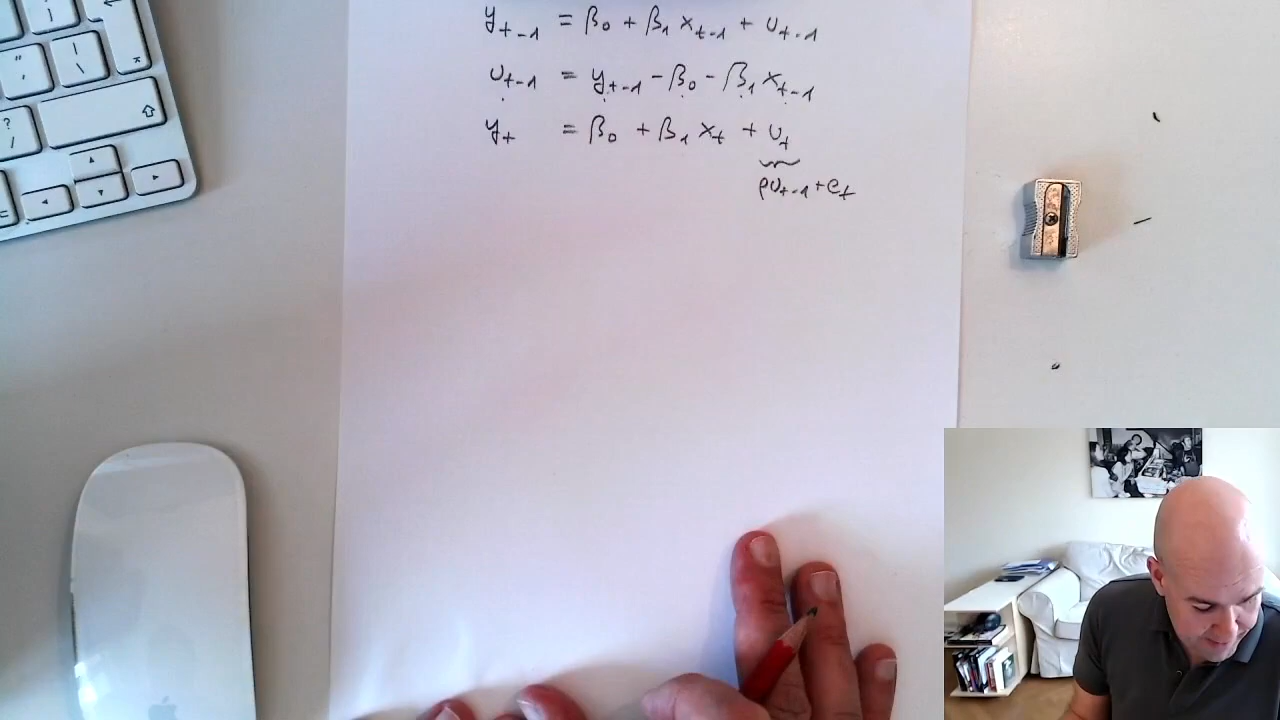 y_{t-1} = β_0 + β_1 x_{t-1} + u_{t-1}
u_{t-1} = y_{t-1} - β_0 - β_1 x_{t-1}
y_t = β_0 + β_1 x_t + u_t
ρu_{t-1} + e_t